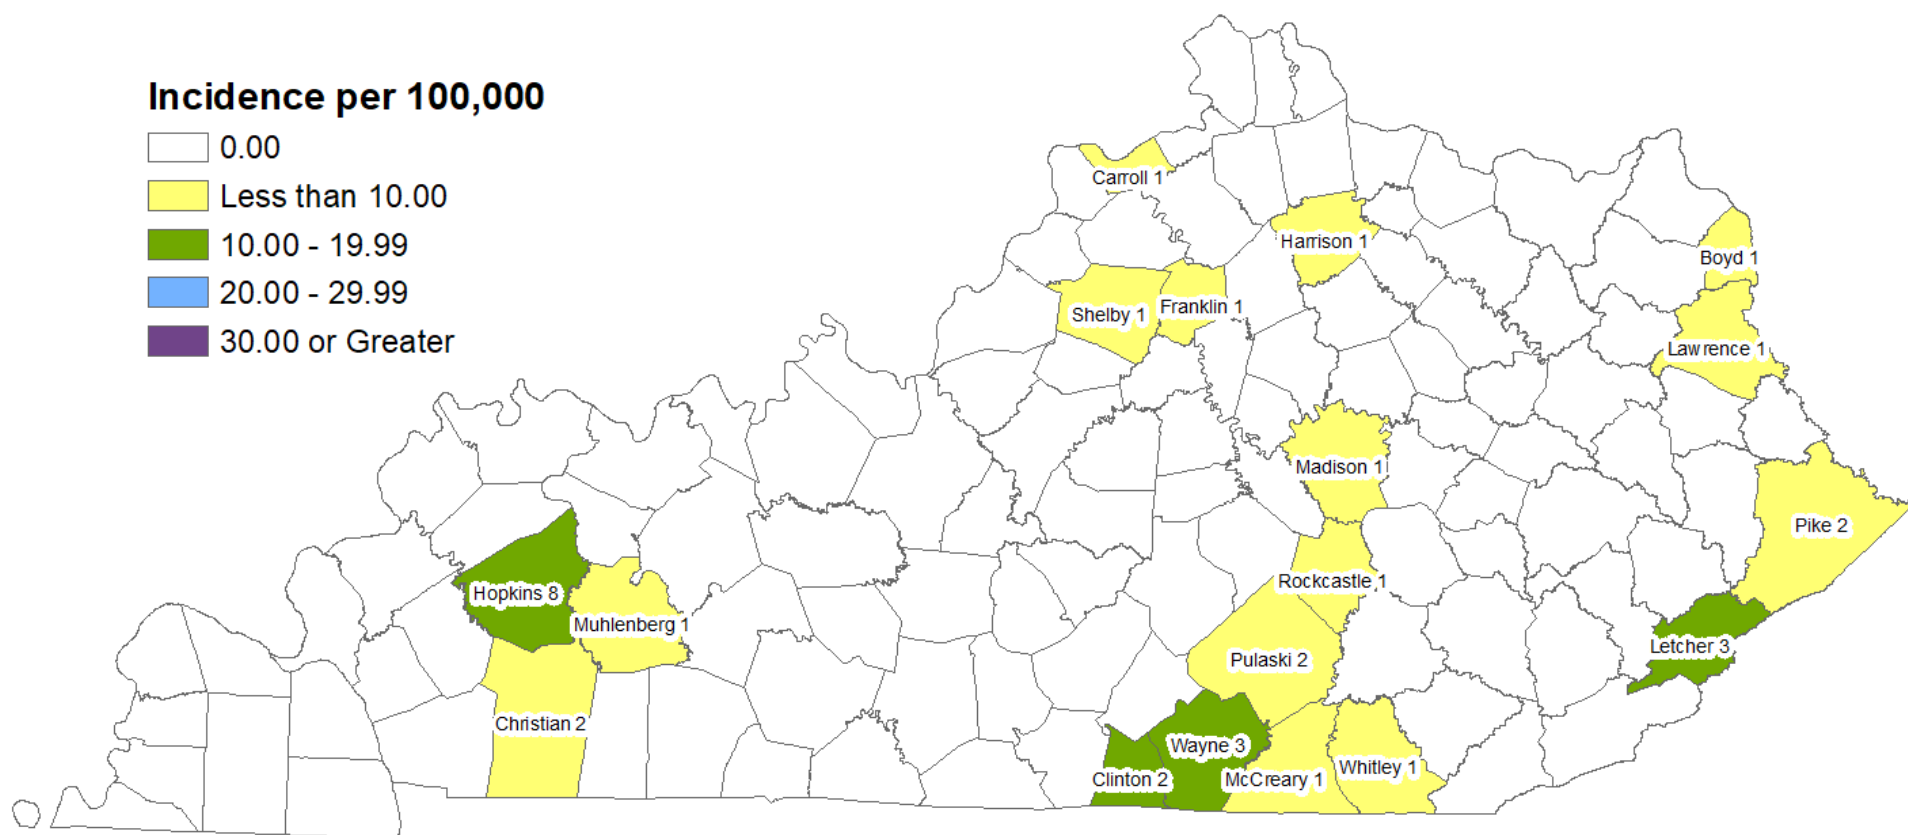 Incidence per 100,000
0.00
Less than 10.00
10.00 - 19.99
20.00 - 29.99
30.00 or Greater
Carroll 1
Harrison 1
Boyd 1
Franklin 1
Shelby 1
Lawrence 1
Madison 1
Pike 2
Rockcastle 1
Hopkins 8
Muhlenberg 1
Letcher 3
Pulaski 2
Christian 2
Wayne 3
Whitley 1
Clinton 2
McCreary 1